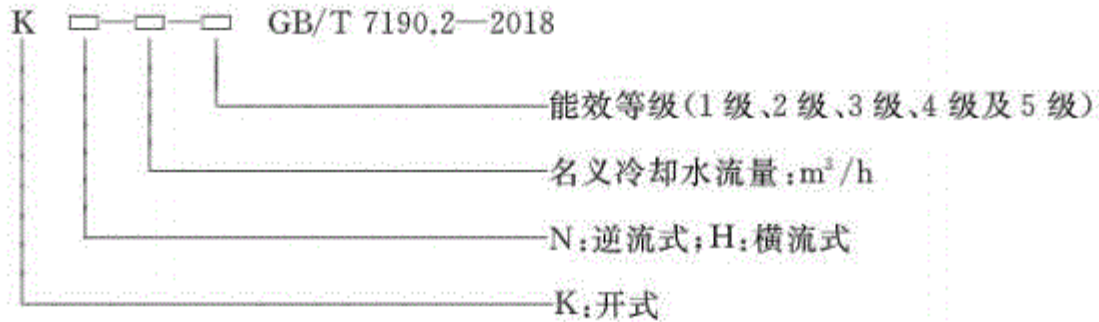 K □—□—□ GB/T 7190.2—2018
能效等级(1级、2级、3级、4级及5级)
名义冷却水流量:m³/h
N:逆流式;H:横流式
K:开式